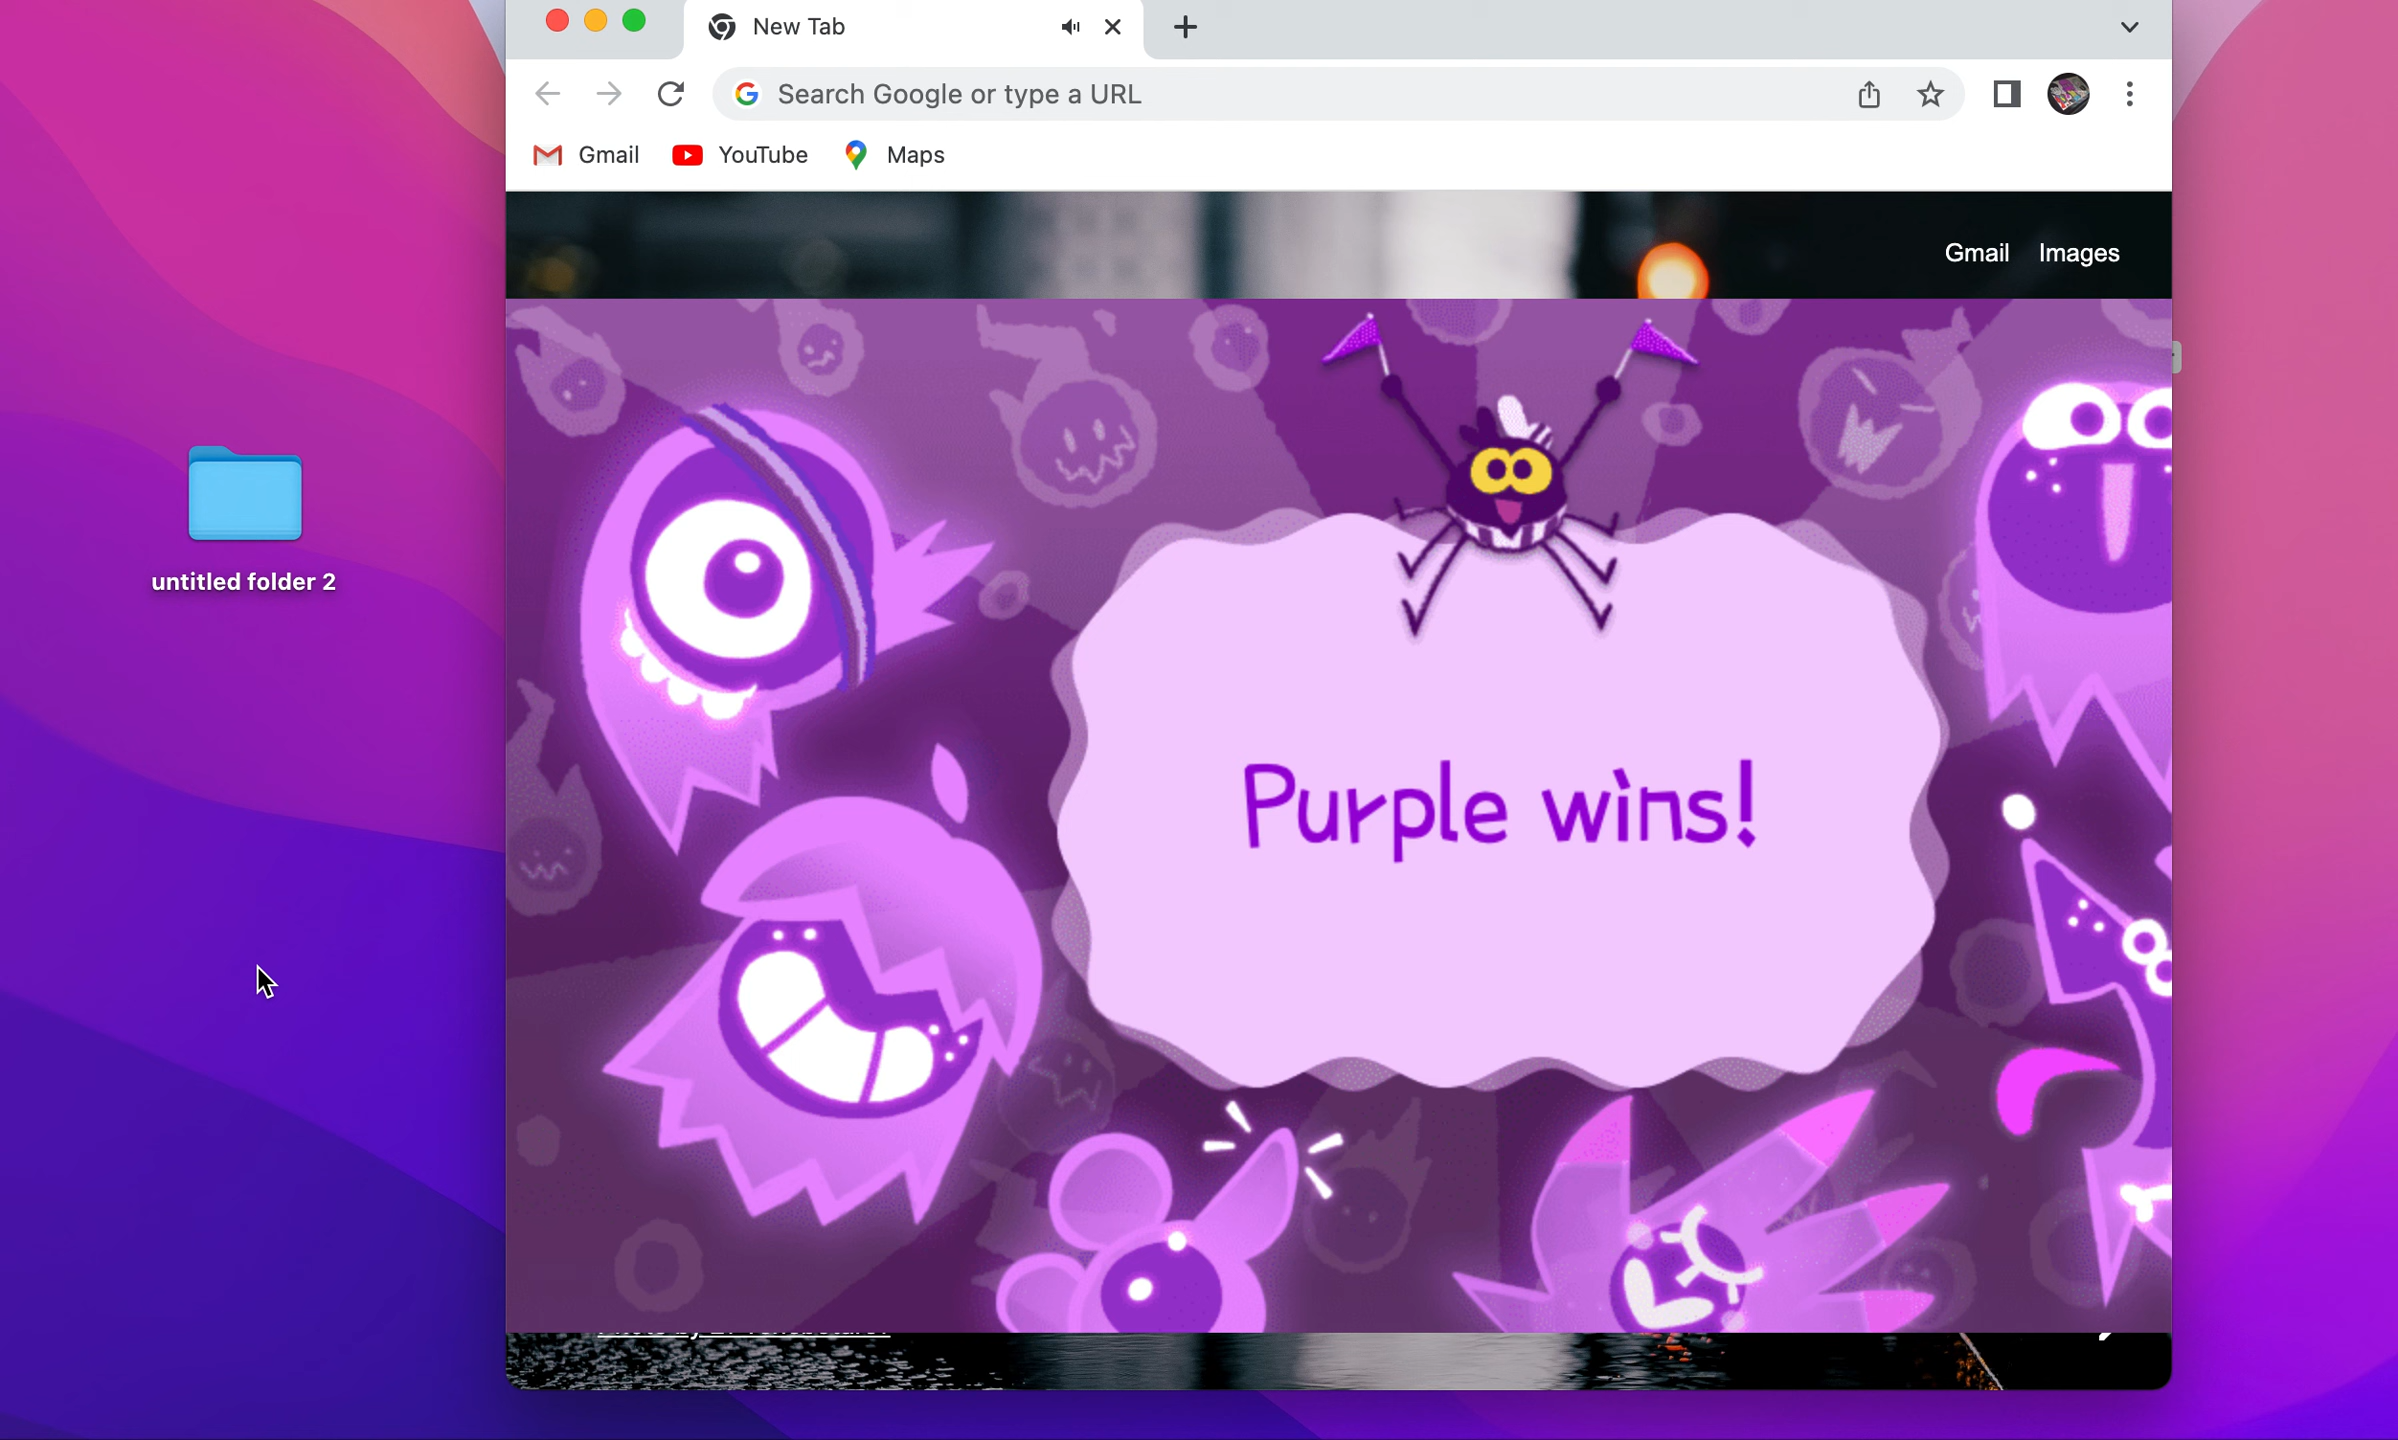 New Tab
Search Google or type a URL
Gmail YouTube Maps
Gmail Images
untitled folder 2
Purple wins!